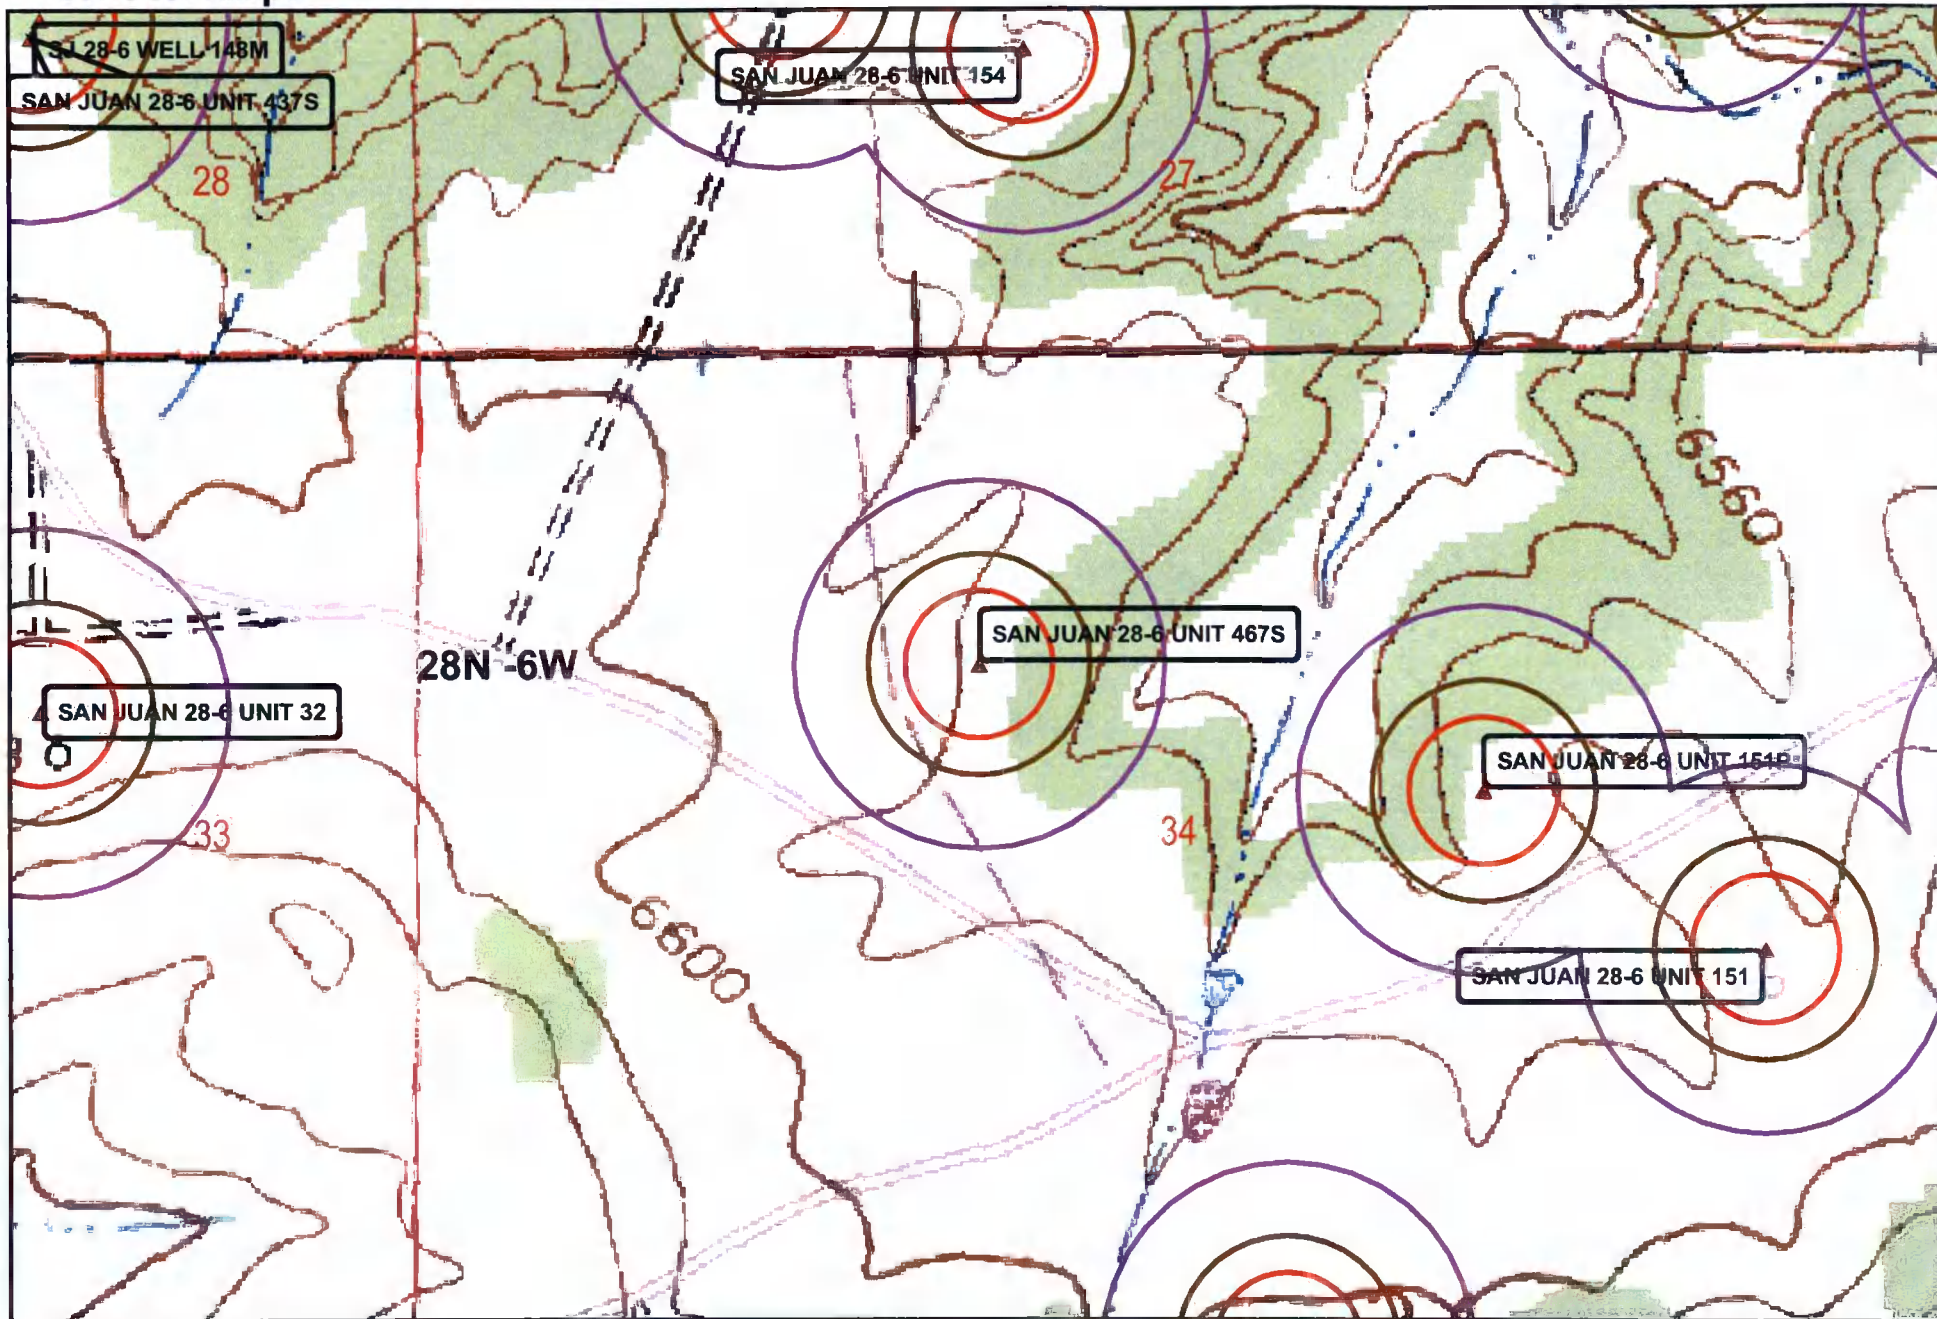 SJ 28-6 WELL 148M
SAN JUAN 28-6 UNIT 437S
SAN JUAN 28-6 UNIT 154
28
27
6560
SAN JUAN 28-6 UNIT 467S
28N -6W
SAN JUAN 28-6 UNIT 32
SAN JUAN 28-6 UNIT 151P
33
34
6600
SAN JUAN 28-6 UNIT 151